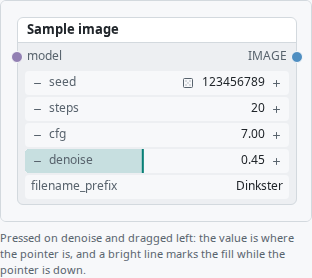 Sample image
model IMAGE
– seed 123456789 +
– steps 20 +
– cfg 7.00 +
– denoise 0.45 +
filename_prefix Dinkster
Pressed on denoise and dragged left: the value is where
the pointer is, and a bright line marks the fill while the
pointer is down.